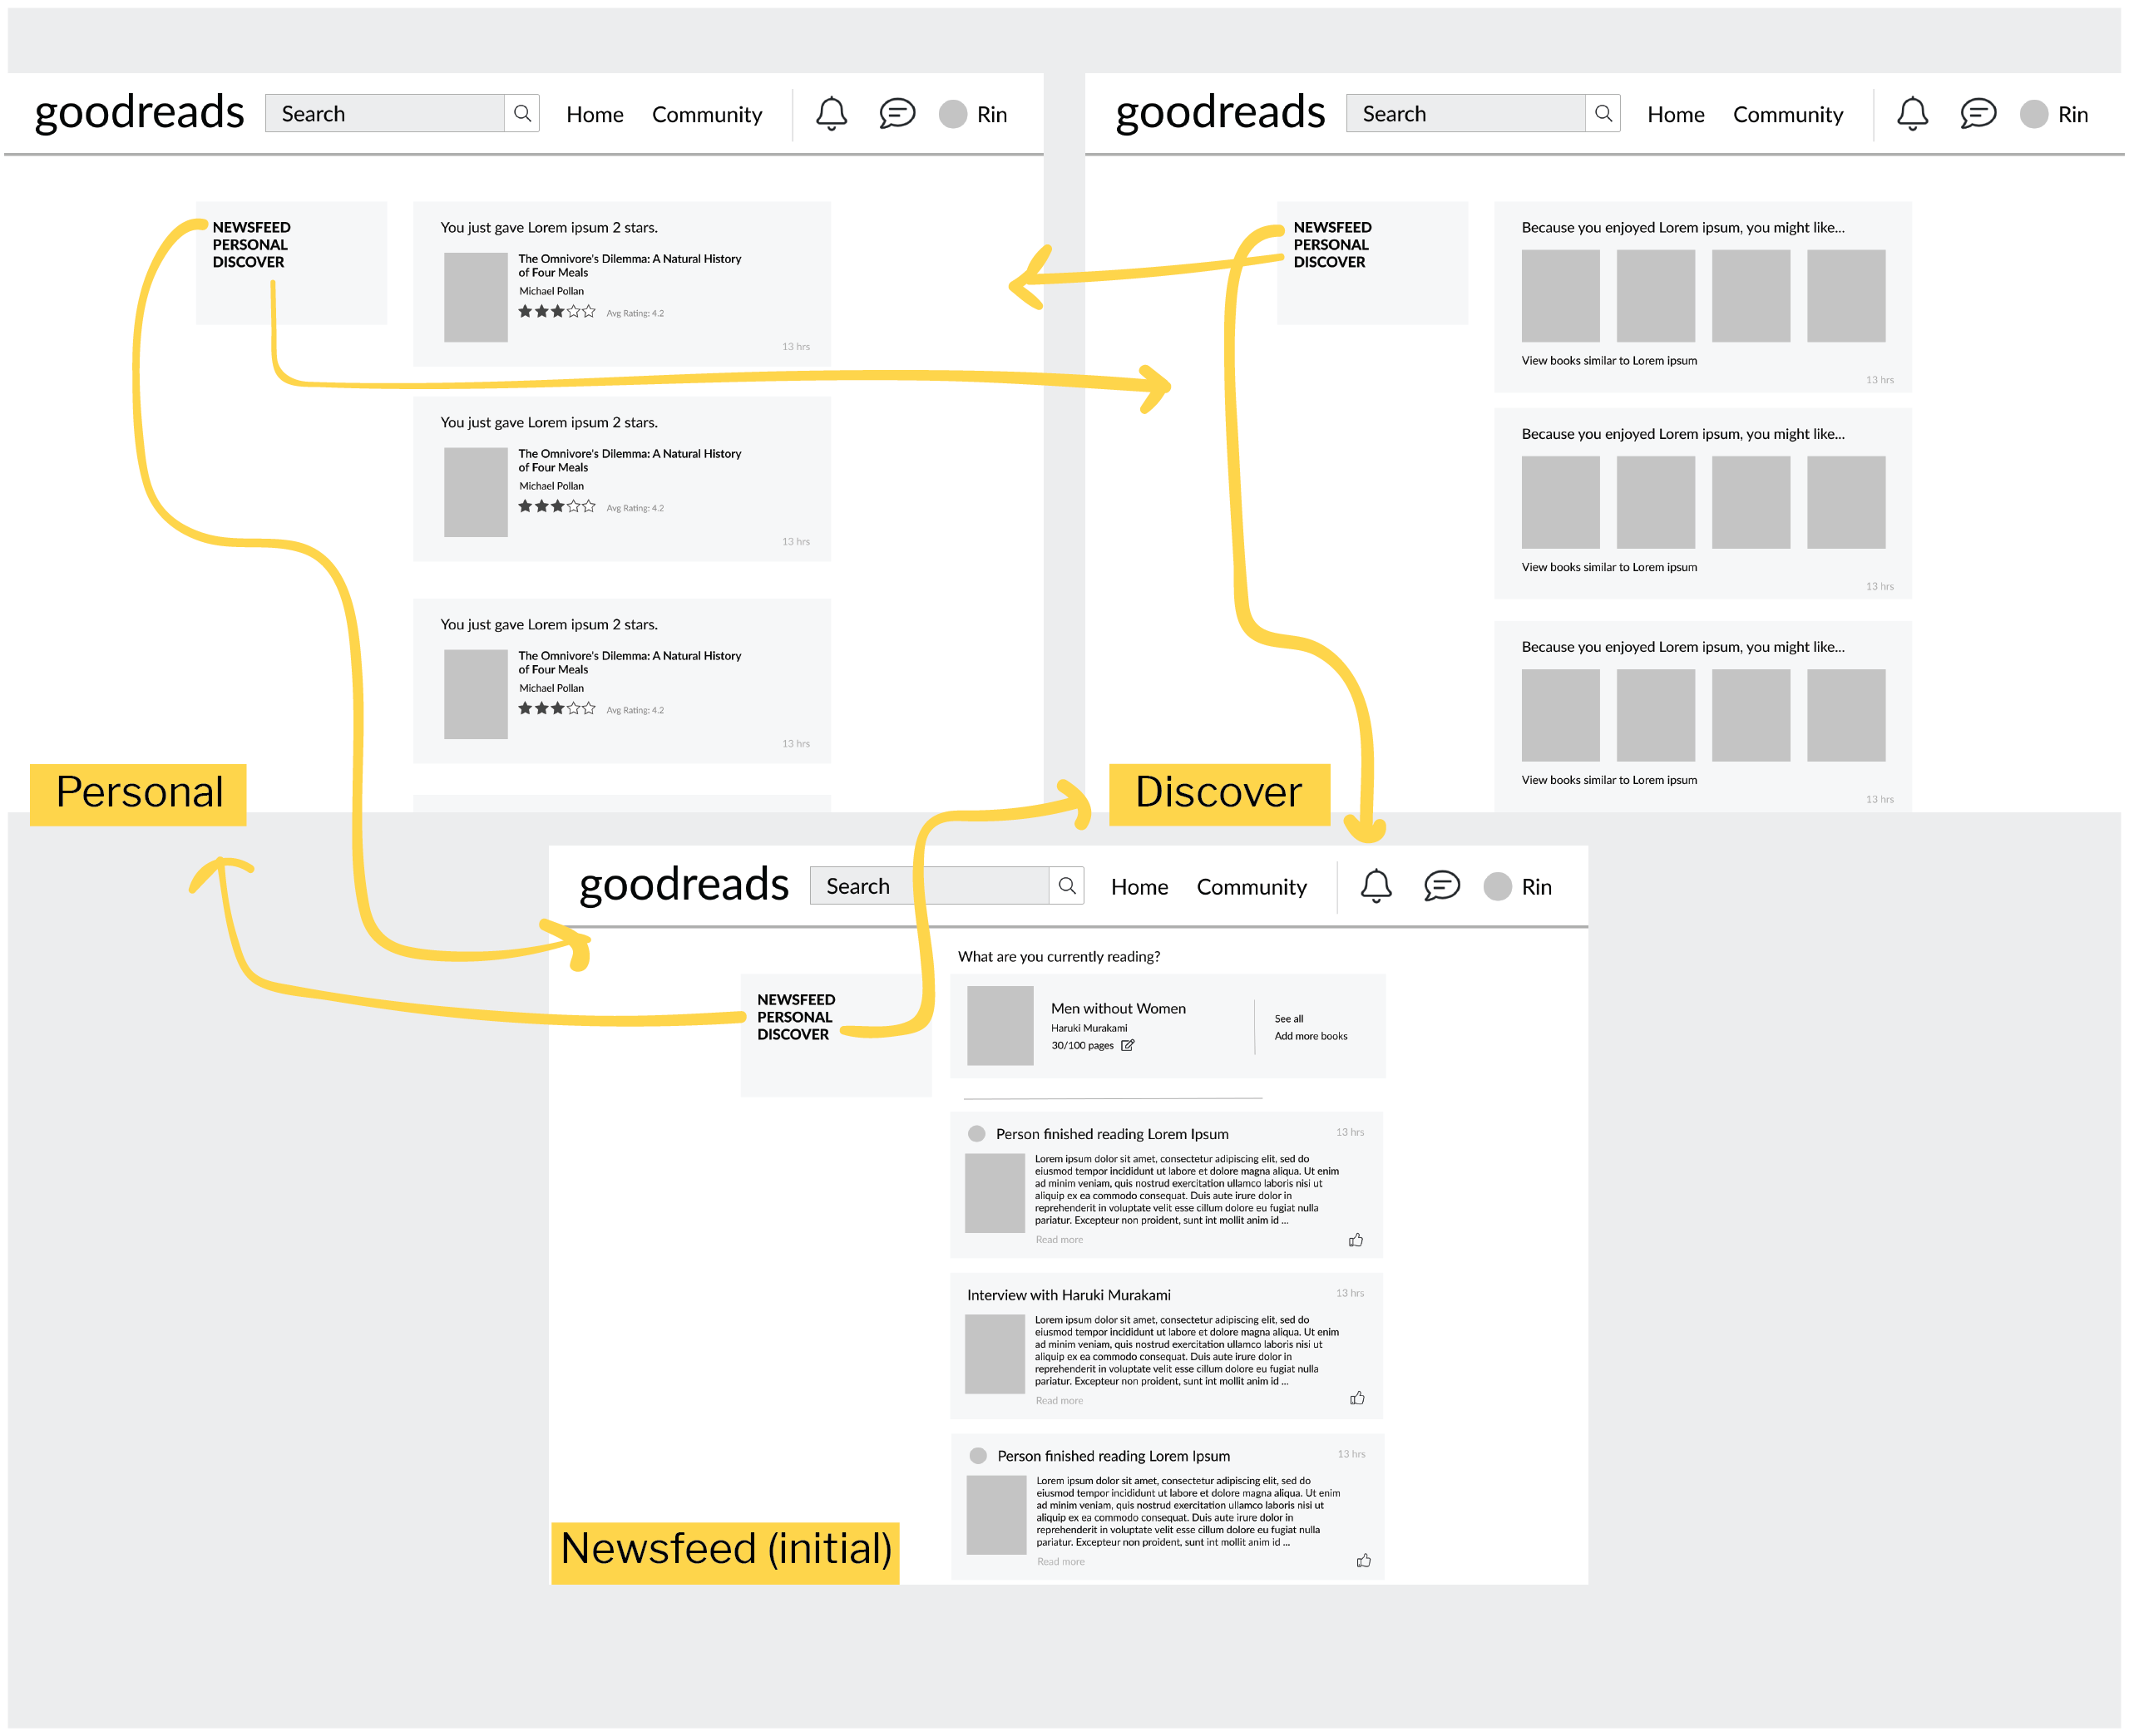 goodreads
Search
Home
Community
Rin
NEWSFEED
PERSONAL
DISCOVER
You just gave Lorem ipsum 2 stars.
The Omnivore's Dilemma: A Natural History
of Four Meals
Michael Pollan
Avg Rating: 4.2
13 hrs
You just gave Lorem ipsum 2 stars.
The Omnivore's Dilemma: A Natural History
of Four Meals
Michael Pollan
Avg Rating: 4.2
13 hrs
You just gave Lorem ipsum 2 stars.
The Omnivore's Dilemma: A Natural History
of Four Meals
Michael Pollan
Avg Rating: 4.2
13 hrs
Personal
goodreads
Search
Home
Community
Rin
NEWSFEED
PERSONAL
DISCOVER
Because you enjoyed Lorem ipsum, you might like...
View books similar to Lorem ipsum
13 hrs
Because you enjoyed Lorem ipsum, you might like...
View books similar to Lorem ipsum
13 hrs
Because you enjoyed Lorem ipsum, you might like...
View books similar to Lorem ipsum
13 hrs
Discover
goodreads
Search
Home
Community
Rin
NEWSFEED
PERSONAL
DISCOVER
What are you currently reading?
Men without Women
Haruki Murakami
30/100 pages
See all
Add more books
Person finished reading Lorem Ipsum
13 hrs
Lorem ipsum dolor sit amet, consectetur adipiscing elit, sed do
eiusmod tempor incididunt ut labore et dolore magna aliqua. Ut enim
ad minim veniam, quis nostrud exercitation ullamco laboris nisi ut
aliquip ex ea commodo consequat. Duis aute irure dolor in
reprehenderit in voluptate velit esse cillum dolore eu fugiat nulla
pariatur. Excepteur non proident, sunt int mollit anim id ...
Read more
Interview with Haruki Murakami
13 hrs
Lorem ipsum dolor sit amet, consectetur adipiscing elit, sed do
eiusmod tempor incididunt ut labore et dolore magna aliqua. Ut enim
ad minim veniam, quis nostrud exercitation ullamco laboris nisi ut
aliquip ex ea commodo consequat. Duis aute irure dolor in
reprehenderit in voluptate velit esse cillum dolore eu fugiat nulla
pariatur. Excepteur non proident, sunt int mollit anim id ...
Read more
Person finished reading Lorem Ipsum
13 hrs
Lorem ipsum dolor sit amet, consectetur adipiscing elit, sed do
eiusmod tempor incididunt ut labore et dolore magna aliqua. Ut enim
ad minim veniam, quis nostrud exercitation ullamco laboris nisi ut
aliquip ex ea commodo consequat. Duis aute irure dolor in
reprehenderit in voluptate velit esse cillum dolore eu fugiat nulla
pariatur. Excepteur non proident, sunt int mollit anim id ...
Read more
Newsfeed (initial)